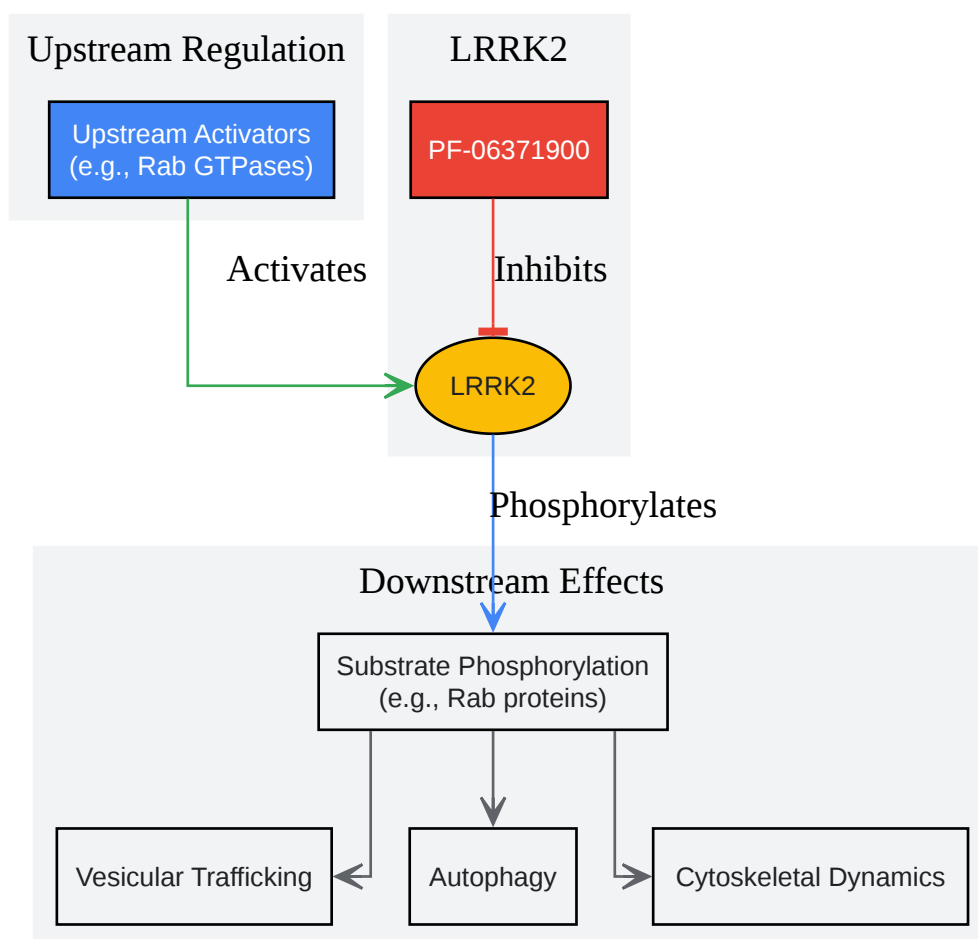 Upstream Regulation
LRRK2
Upstream Activators
(e.g., Rab GTPases)
PF-06371900
Activates
Inhibits
LRRK2
Phosphorylates
Downstream Effects
Substrate Phosphorylation
(e.g., Rab proteins)
Vesicular Trafficking
Autophagy
Cytoskeletal Dynamics